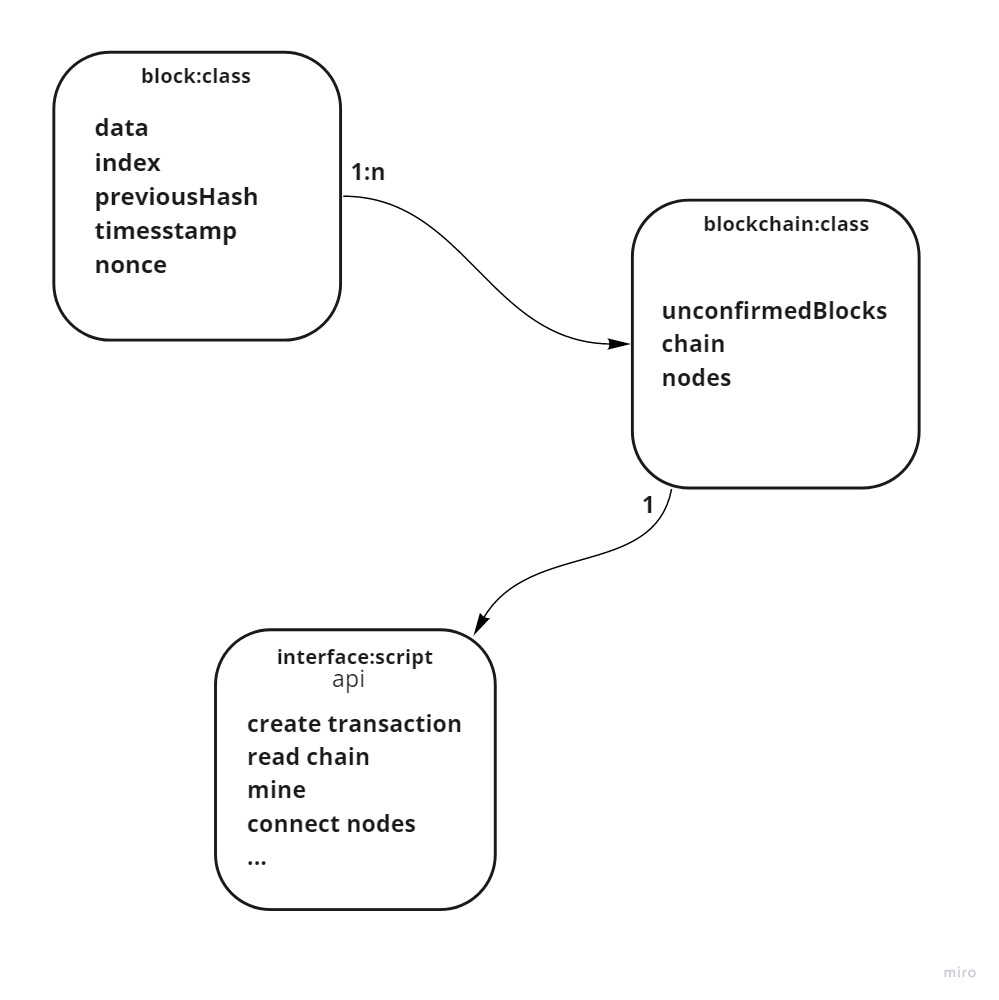 block:class
data
index
previousHash
timesstamp
nonce
1:n
blockchain:class
unconfirmedBlocks
chain
nodes
1
interface:script
api
create transaction
read chain
mine
connect nodes
...
miro